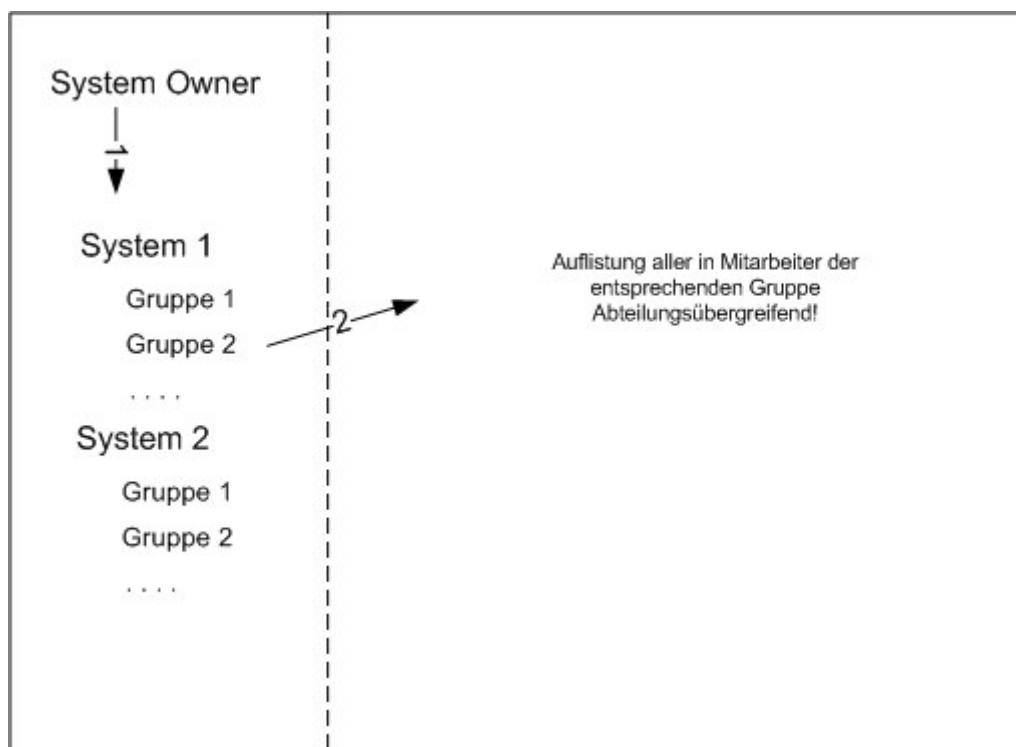 System Owner
1
System 1
Gruppe 1
Gruppe 2
. . . .
System 2
Gruppe 1
Gruppe 2
. . . .
2
Auflistung aller in Mitarbeiter der
entsprechenden Gruppe
Abteilungsübergreifend!